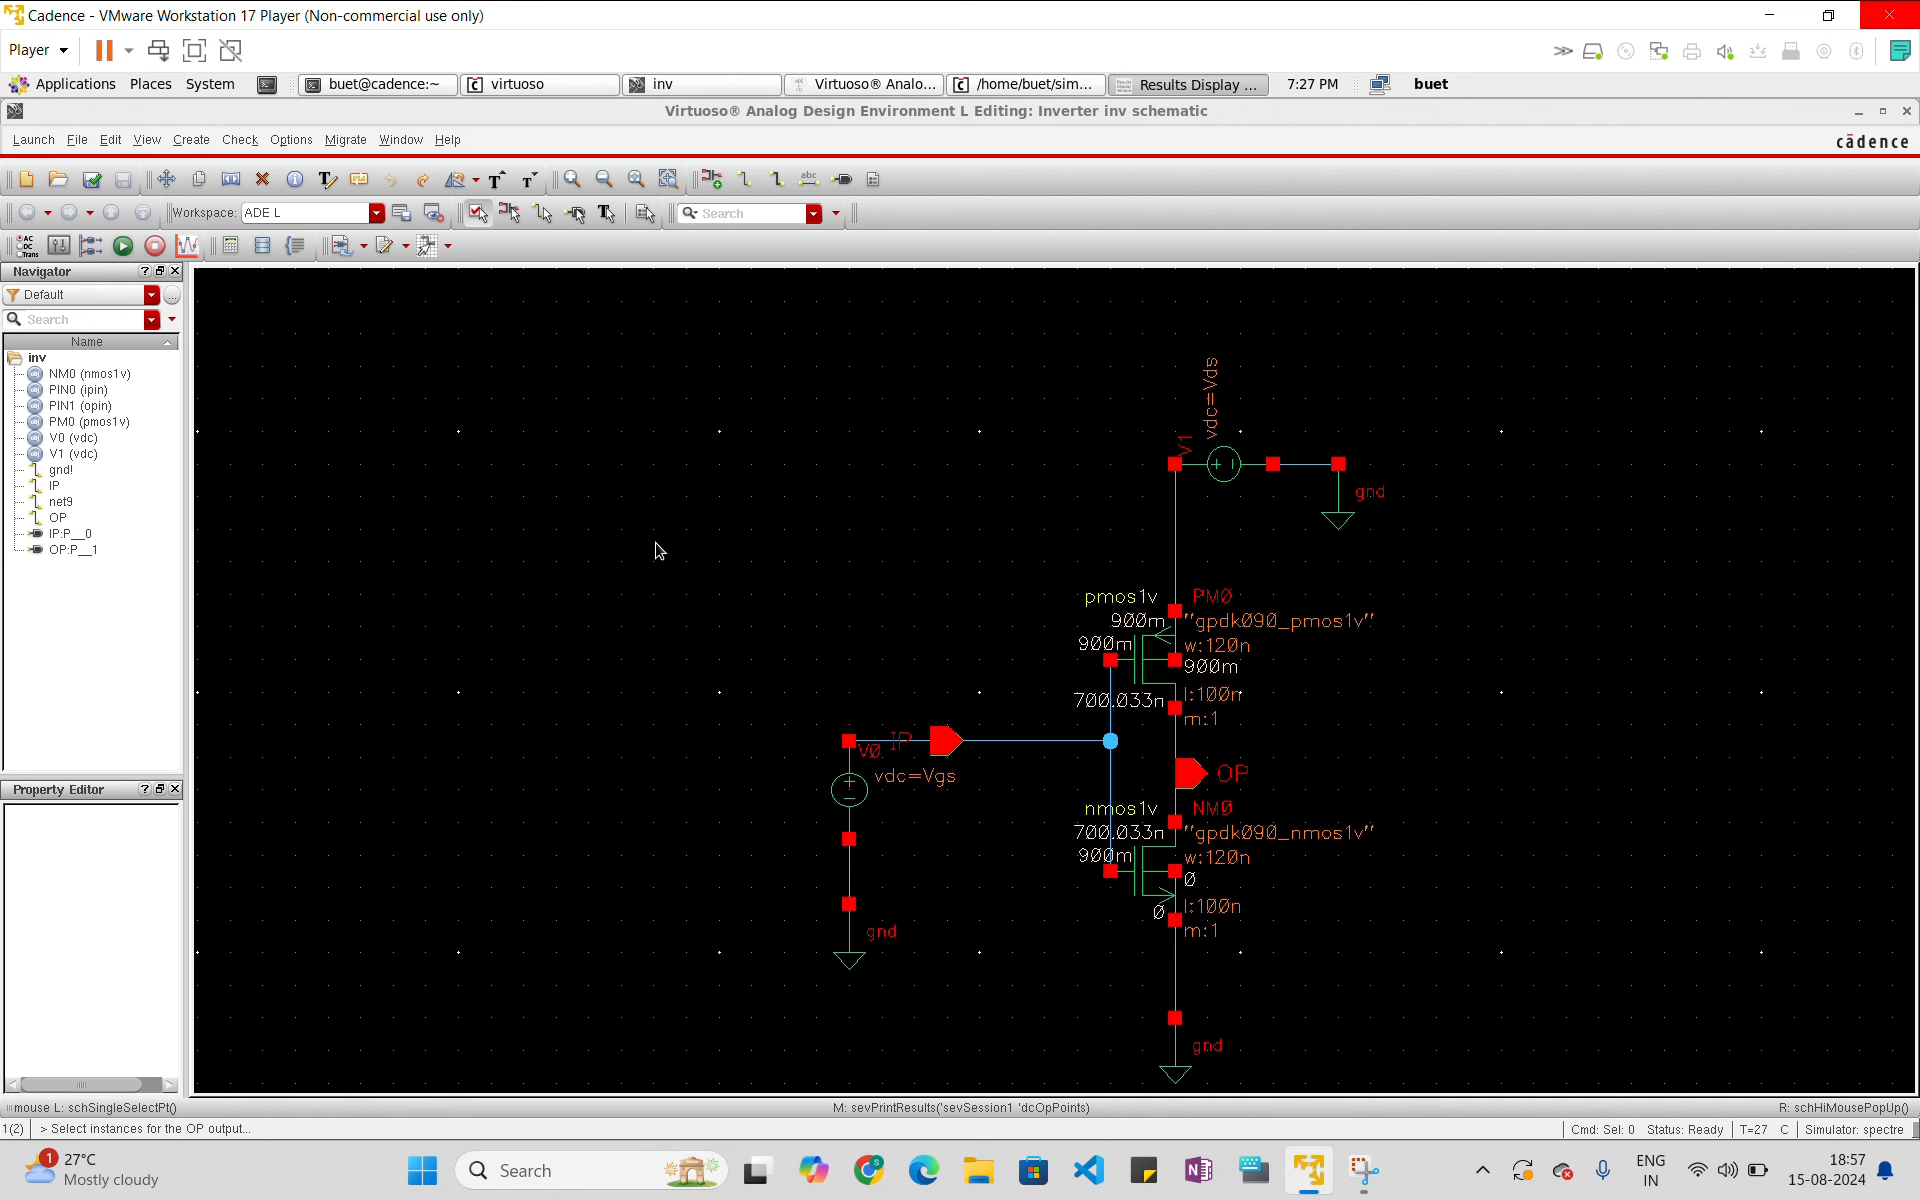 Cadence - VMware Workstation 17 Player (Non-commercial use only)
Player
Applications Places System buet@cadence:~ virtuoso inv Virtuoso® Analo... /home/buet/sim... Results Display ... 7:27 PM buet
Virtuoso® Analog Design Environment L Editing: Inverter inv schematic
Launch File Edit View Create Check Options Migrate Window Help cādence
Workspace: ADE L Search
AC
DC
Trans
Navigator
Default
Search
Name
inv
NM0 (nmos1v)
PIN0 (ipin)
PIN1 (opin)
PM0 (pmos1v)
V0 (vdc)
V1 (vdc)
gnd!
IP
net9
OP
IP:P__0
OP:P__1
Property Editor
vdc=Vds
V1
gnd
pmos1v PM0
900m "gpdk090_pmos1v"
900m w:120n
900m
700.033n l:100n
m:1
V0 IP
vdc=Vgs
OP
nmos1v NM0
700.033n "gpdk090_nmos1v"
900m w:120n
0
0 l:100n
m:1
gnd
gnd
mouse L: schSingleSelectPt() M: sevPrintResults('sevSession1 'dcOpPoints) R: schHiMousePopUp()
1(2) > Select instances for the OP output... Cmd: Sel: 0 Status: Ready T=27 C Simulator: spectre
1 27°C
Mostly cloudy
Search
ENG
IN
18:57
15-08-2024